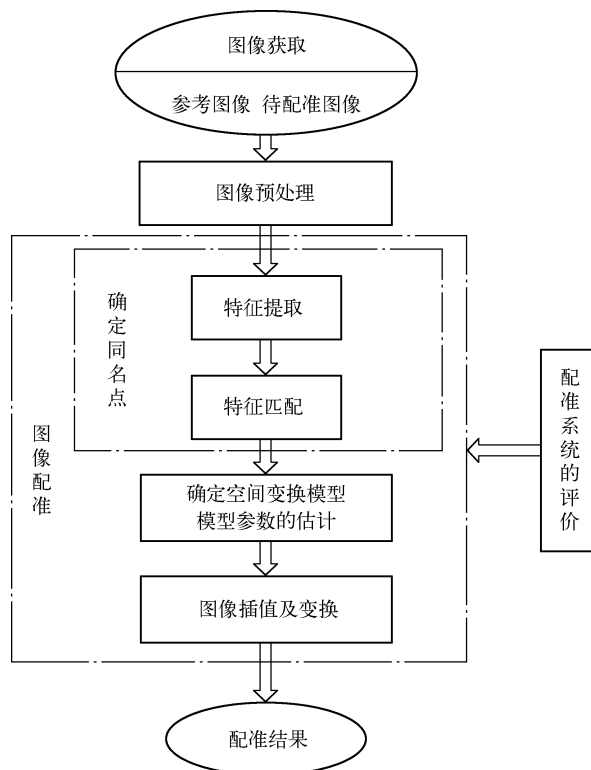 图像获取
参考图像 待配准图像
图像预处理
确定同名点
特征提取
特征匹配
图像配准
配准系统的评价
确定空间变换模型
模型参数的估计
图像插值及变换
配准结果